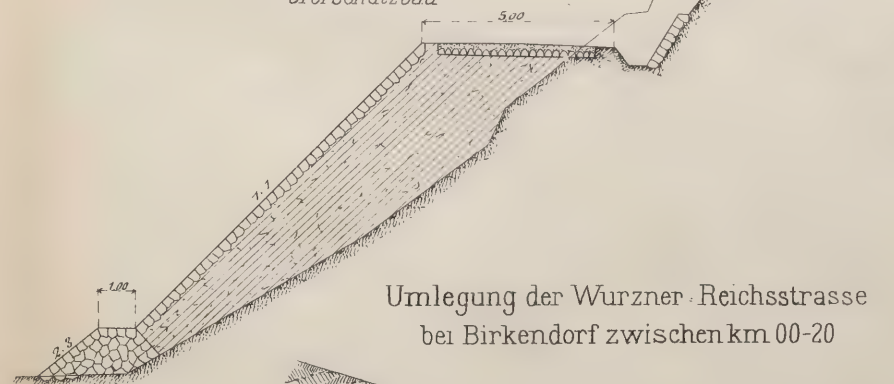 5,00
1:1
1.00
2:3
Umlegung der Wurzner-Reichsstrasse
bei Birkendorf zwischen km 00-20